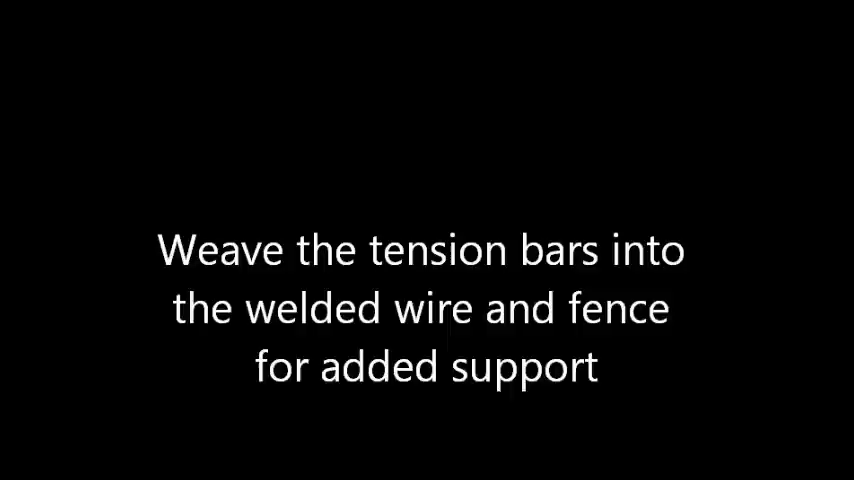 Weave the tension bars into
the welded wire and fence
for added support